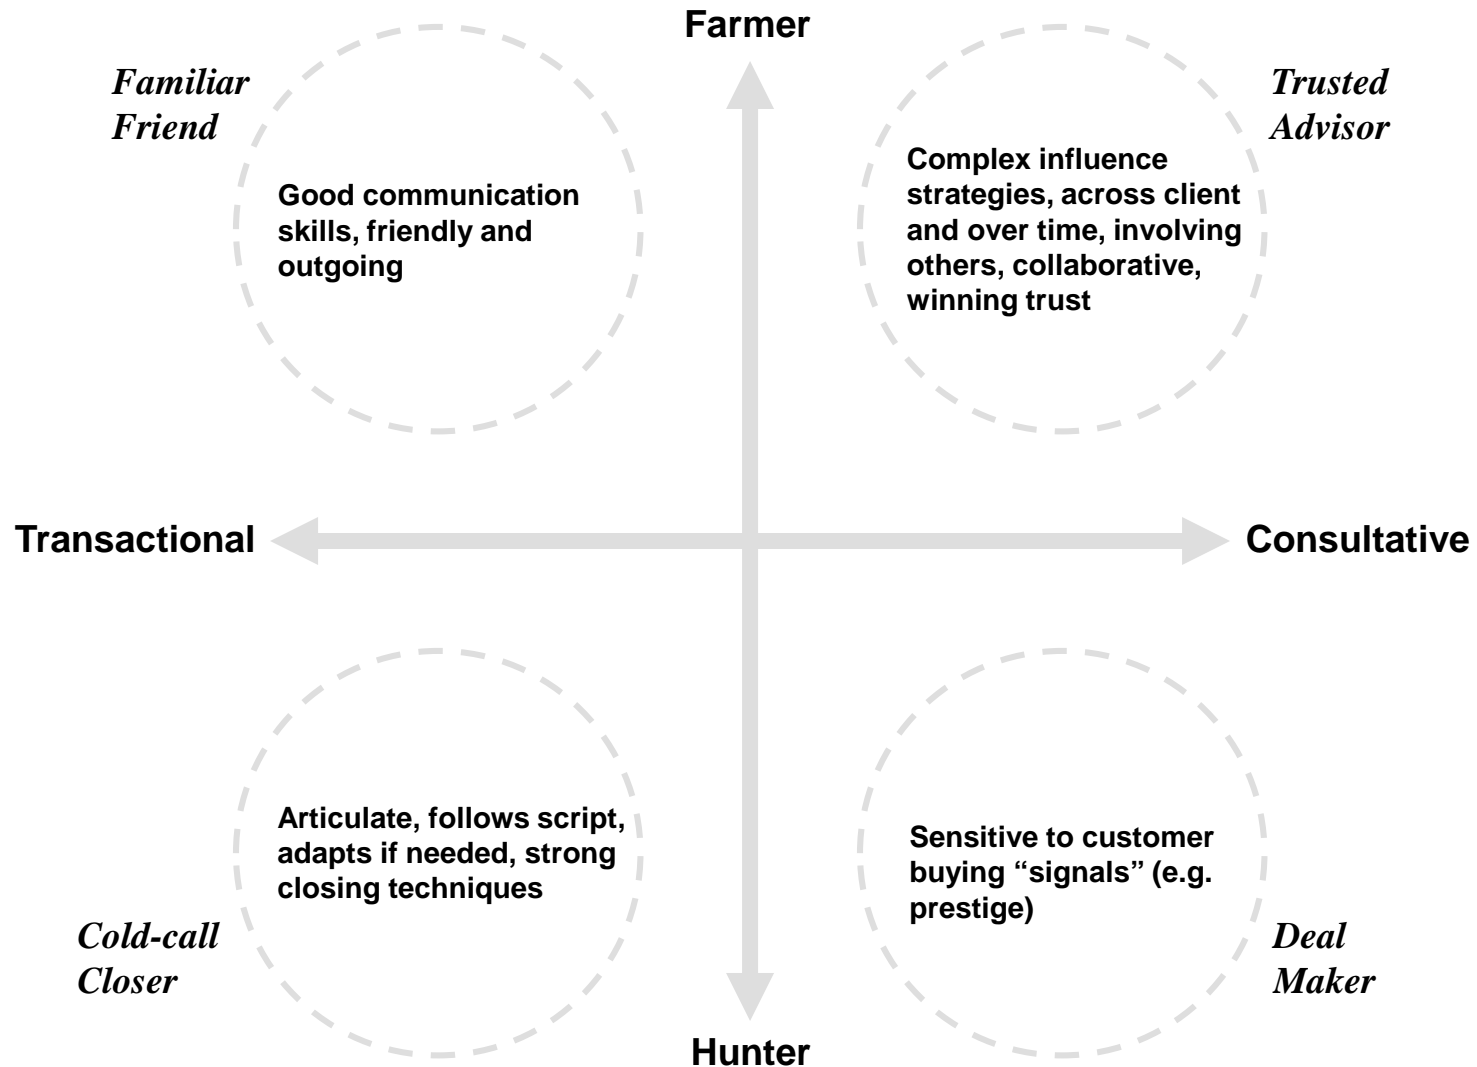 Farmer
Familiar
Friend
Good communication
skills, friendly and
outgoing
Trusted
Advisor
Complex influence
strategies, across client
and over time, involving
others, collaborative,
winning trust
Transactional
Consultative
Articulate, follows script,
adapts if needed, strong
closing techniques
Cold-call
Closer
Sensitive to customer
buying “signals” (e.g.
prestige)
Deal
Maker
Hunter